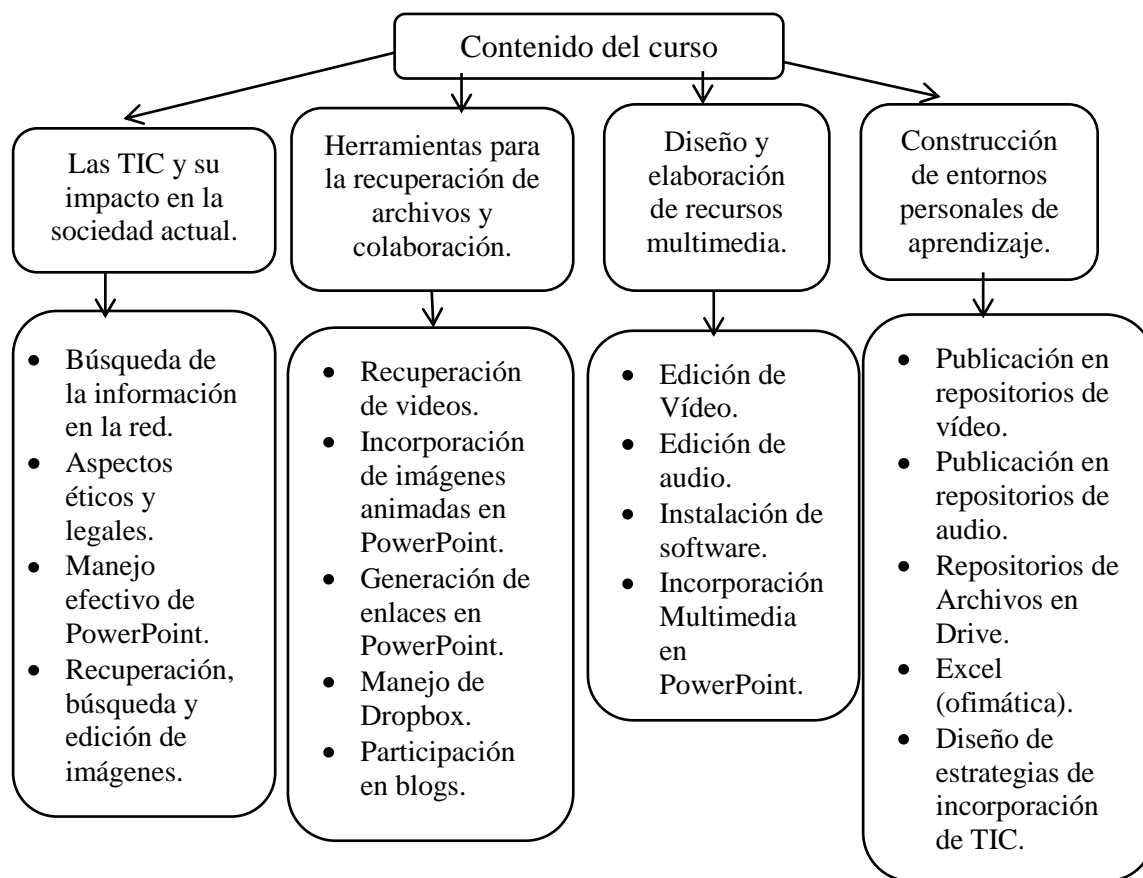 Contenido del curso
Las TIC y su
impacto en la
sociedad actual.
Herramientas para
la recuperación de
archivos y
colaboración.
Diseño y
elaboración
de recursos
multimedia.
Construcción
de entornos
personales de
aprendizaje.
• Búsqueda de
la información
en la red.
• Aspectos
éticos y
legales.
• Manejo
efectivo de
PowerPoint.
• Recuperación,
búsqueda y
edición de
imágenes.
• Recuperación
de videos.
• Incorporación
de imágenes
animadas en
PowerPoint.
• Generación de
enlaces en
PowerPoint.
• Manejo de
Dropbox.
• Participación
en blogs.
• Edición de
Vídeo.
• Edición de
audio.
• Instalación de
software.
• Incorporación
Multimedia
en
PowerPoint.
• Publicación en
repositorios de
vídeo.
• Publicación en
repositorios de
audio.
• Repositorios de
Archivos en
Drive.
• Excel
(ofimática).
• Diseño de
estrategias de
incorporación
de TIC.